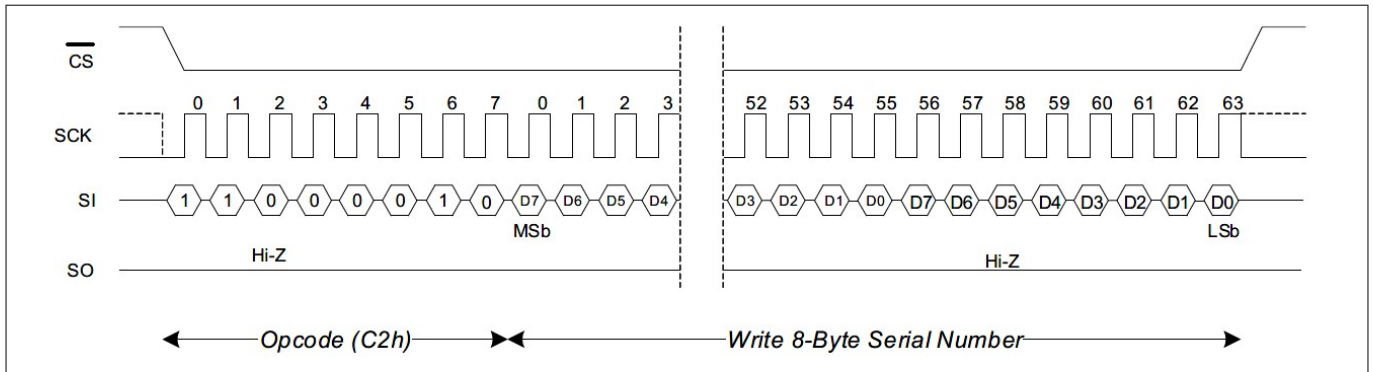 CS
0 1 2 3 4 5 6 7 0 1 2 3 52 53 54 55 56 57 58 59 60 61 62 63
SCK
SI 1 1 0 0 0 0 1 0 D7 D6 D5 D4 D3 D2 D1 D0 D7 D6 D5 D4 D3 D2 D1 D0
MSb LSb
Hi-Z Hi-Z
SO
Opcode (C2h) Write 8-Byte Serial Number